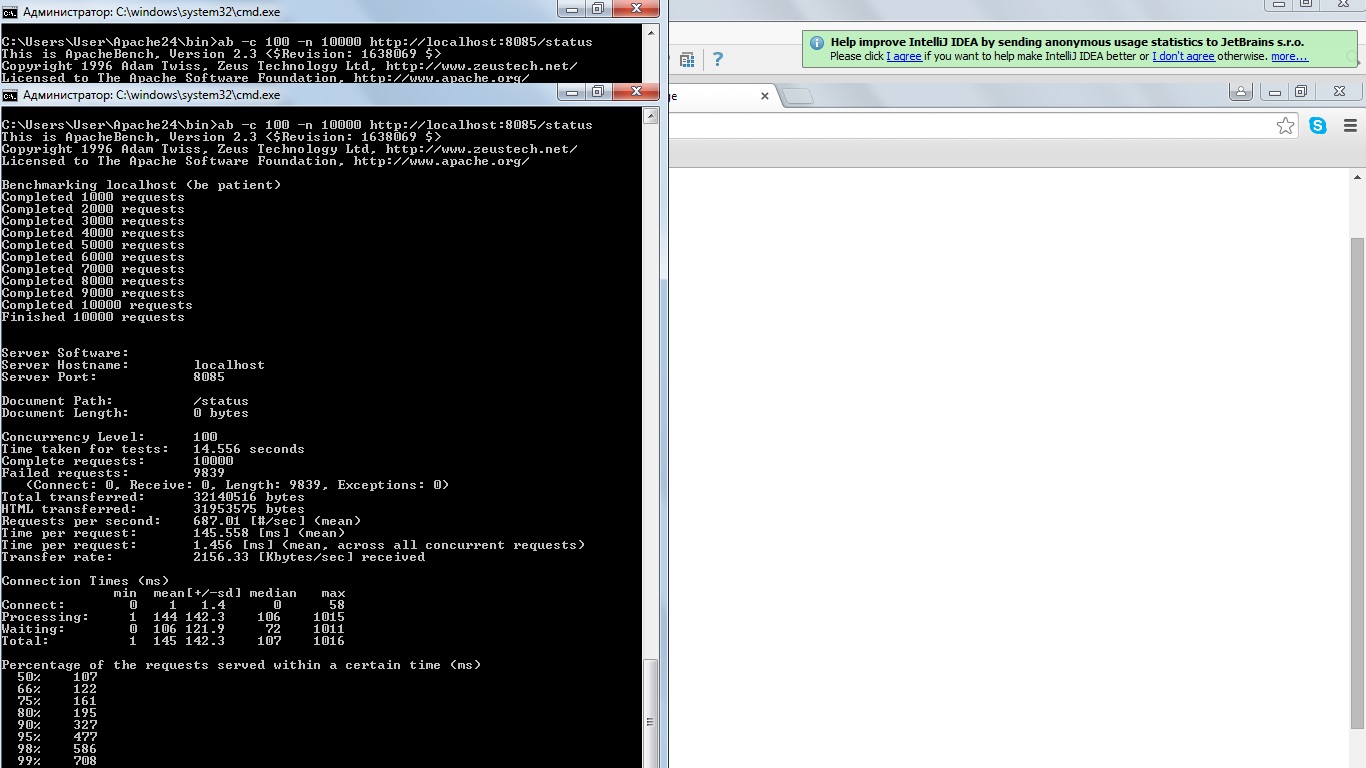 Администратор: C:\windows\system32\cmd.exe
C:\Users\User\Apache24\bin>ab -c 100 -n 10000 http://localhost:8085/status
This is ApacheBench, Version 2.3 <$Revision: 1638069 $>
Copyright 1996 Adam Twiss, Zeus Technology Ltd, http://www.zeustech.net/
Licensed to The Apache Software Foundation, http://www.apache.org/
Help improve IntelliJ IDEA by sending anonymous usage statistics to JetBrains s.r.o.
Please click I agree if you want to help make IntelliJ IDEA better or I don't agree otherwise. more...
ge
Администратор: C:\windows\system32\cmd.exe
C:\Users\User\Apache24\bin>ab -c 100 -n 10000 http://localhost:8085/status
This is ApacheBench, Version 2.3 <$Revision: 1638069 $>
Copyright 1996 Adam Twiss, Zeus Technology Ltd, http://www.zeustech.net/
Licensed to The Apache Software Foundation, http://www.apache.org/
Benchmarking localhost (be patient)
Completed 1000 requests
Completed 2000 requests
Completed 3000 requests
Completed 4000 requests
Completed 5000 requests
Completed 6000 requests
Completed 7000 requests
Completed 8000 requests
Completed 9000 requests
Completed 10000 requests
Finished 10000 requests
Server Software:
Server Hostname: localhost
Server Port: 8085
Document Path: /status
Document Length: 0 bytes
Concurrency Level: 100
Time taken for tests: 14.556 seconds
Complete requests: 10000
Failed requests: 9839
(Connect: 0, Receive: 0, Length: 9839, Exceptions: 0)
Total transferred: 32140516 bytes
HTML transferred: 31953575 bytes
Requests per second: 687.01 [#/sec] (mean)
Time per request: 145.558 [ms] (mean)
Time per request: 1.456 [ms] (mean, across all concurrent requests)
Transfer rate: 2156.33 [Kbytes/sec] received
Connection Times (ms)
min mean[+/-sd] median max
Connect: 0 1 1.4 0 58
Processing: 1 144 142.3 106 1015
Waiting: 0 106 121.9 72 1011
Total: 1 145 142.3 107 1016
Percentage of the requests served within a certain time (ms)
50% 107
66% 122
75% 161
80% 195
90% 327
95% 477
98% 586
99% 708